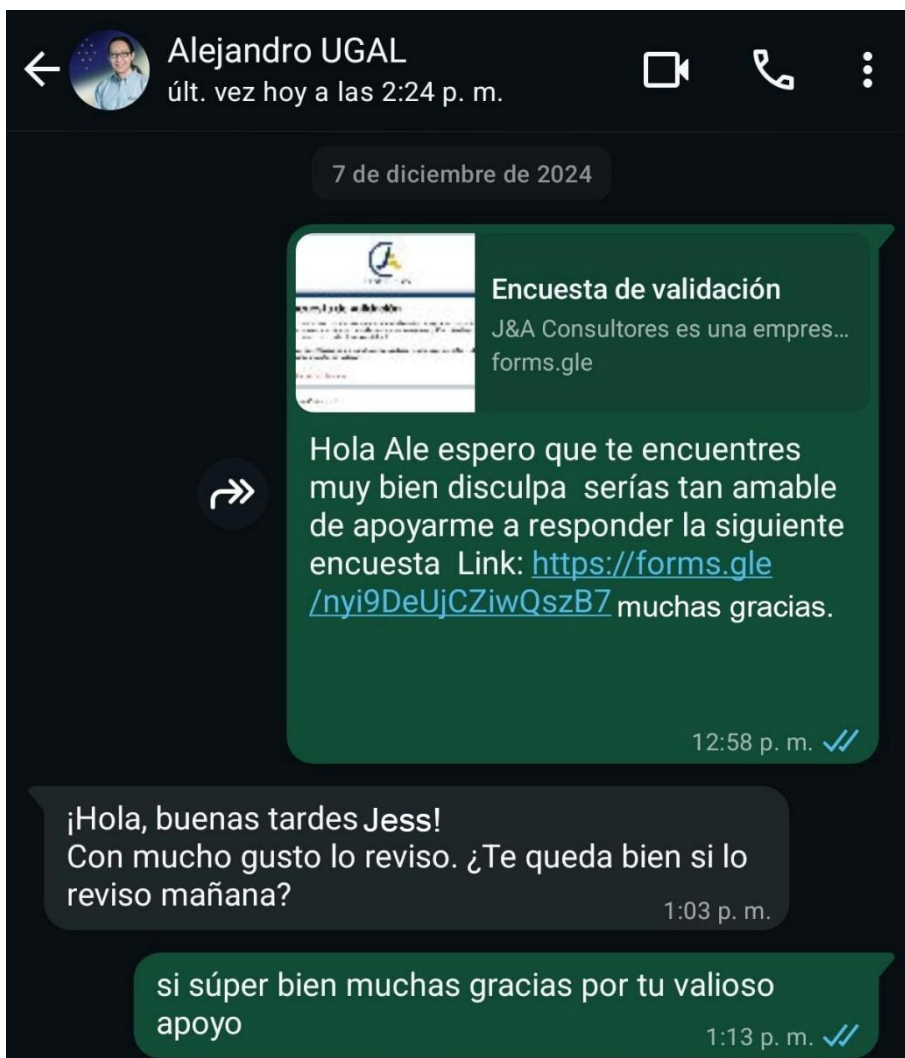 Alejandro UGAL
últ. vez hoy a las 2:24 p. m.
7 de diciembre de 2024
Encuesta de validación
J&A Consultores es una empres...
forms.gle
Hola Ale espero que te encuentres
muy bien disculpa  serías tan amable
de apoyarme a responder la siguiente
encuesta  Link: https://forms.gle
/nyi9DeUjCZiwQszB7 muchas gracias.
12:58 p. m.
¡Hola, buenas tardes Jess!
Con mucho gusto lo reviso. ¿Te queda bien si lo
reviso mañana?
1:03 p. m.
si súper bien muchas gracias por tu valioso
apoyo
1:13 p. m.